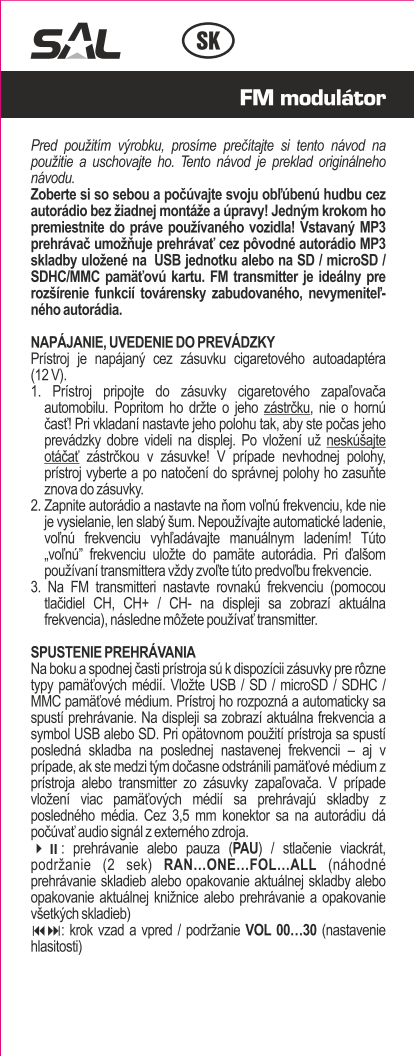 SAL
SK
FM modulátor
Pred použitím výrobku, prosíme prečítajte si tento návod na
použitie a uschovajte ho. Tento návod je preklad originálneho
návodu.
Zoberte si so sebou a počúvajte svoju obľúbenú hudbu cez
autorádio bez žiadnej montáže a úpravy! Jedným krokom ho
premiestnite do práve používaného vozidla! Vstavaný MP3
prehrávač umožňuje prehrávať cez pôvodné autorádio MP3
skladby uložené na USB jednotku alebo na SD / microSD /
SDHC/MMC pamäťovú kartu. FM transmitter je ideálny pre
rozšírenie funkcií továrensky zabudovaného, nevymeniteľ-
ného autorádia.
NAPÁJANIE, UVEDENIE DO PREVÁDZKY
Prístroj je napájaný cez zásuvku cigaretového autoadaptéra
(12 V).
1. Prístroj pripojte do zásuvky cigaretového zapaľovača
automobilu. Popritom ho držte o jeho zástrčku, nie o hornú
časť! Pri vkladaní nastavte jeho polohu tak, aby ste počas jeho
prevádzky dobre videli na displej. Po vložení už neskúšajte
otáčať zástrčkou v zásuvke! V prípade nevhodnej polohy,
prístroj vyberte a po natočení do správnej polohy ho zasuňte
znova do zásuvky.
2. Zapnite autorádio a nastavte na ňom voľnú frekvenciu, kde nie
je vysielanie, len slabý šum. Nepoužívajte automatické ladenie,
voľnú frekvenciu vyhľadávajte manuálnym ladením! Túto
„voľnú” frekvenciu uložte do pamäte autorádia. Pri ďalšom
používaní transmittera vždy zvoľte túto predvoľbu frekvencie.
3. Na FM transmitteri nastavte rovnakú frekvenciu (pomocou
tlačidiel CH, CH+ / CH- na displeji sa zobrazí aktuálna
frekvencia), následne môžete používať transmitter.
SPUSTENIE PREHRÁVANIA
Na boku a spodnej časti prístroja sú k dispozícii zásuvky pre rôzne
typy pamäťových médií. Vložte USB / SD / microSD / SDHC /
MMC pamäťové médium. Prístroj ho rozpozná a automaticky sa
spustí prehrávanie. Na displeji sa zobrazí aktuálna frekvencia a
symbol USB alebo SD. Pri opätovnom použití prístroja sa spustí
posledná skladba na poslednej nastavenej frekvencii – aj v
prípade, ak ste medzi tým dočasne odstránili pamäťové médium z
prístroja alebo transmitter zo zásuvky zapaľovača. V prípade
vložení viac pamäťových médií sa prehrávajú skladby z
posledného média. Cez 3,5 mm konektor sa na autorádiu dá
počúvať audio signál z externého zdroja.
⏵⏸: prehrávanie alebo pauza (PAU) / stlačenie viackrát,
podržanie (2 sek) RAN…ONE…FOL…ALL (náhodné
prehrávanie skladieb alebo opakovanie aktuálnej skladby alebo
opakovanie aktuálnej knižnice alebo prehrávanie a opakovanie
všetkých skladieb)
⏮⏭: krok vzad a vpred / podržanie VOL 00…30 (nastavenie
hlasitosti)